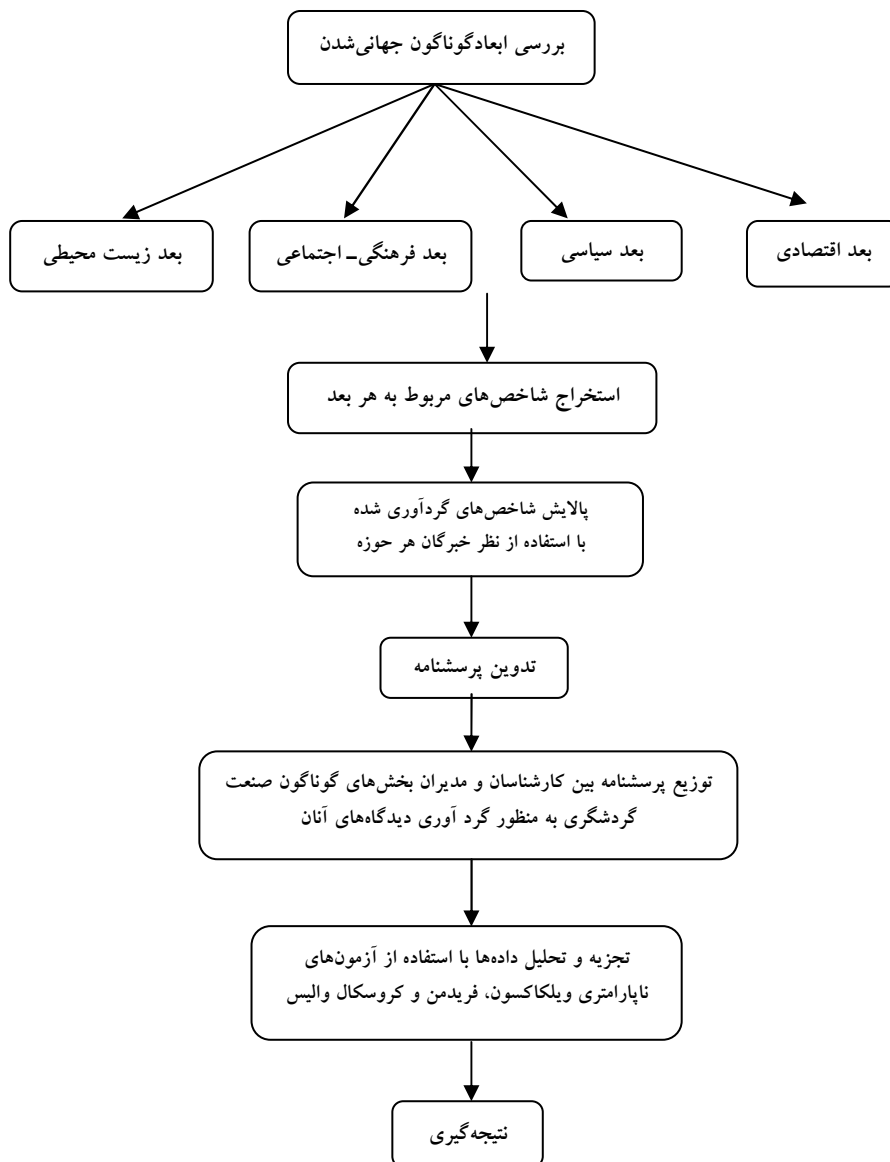 بررسی ابعادگوناگون جهانی‌شدن
بعد اقتصادی
بعد سیاسی
بعد فرهنگی– اجتماعی
بعد زیست محیطی
استخراج شاخص‌های مربوط به هر بعد
پالایش شاخص‌های گردآوری شده
با استفاده از نظر خبرگان هر حوزه
تدوین پرسشنامه
توزیع پرسشنامه بین کارشناسان و مدیران بخش‌های گوناگون صنعت
گردشگری به منظور گرد آوری دیدگاه‌های آنان
تجزیه و تحلیل داده‌ها با استفاده از آزمون‌های
ناپارامتری ویلکاکسون، فریدمن و کروسکال والیس
نتیجه‌گیری